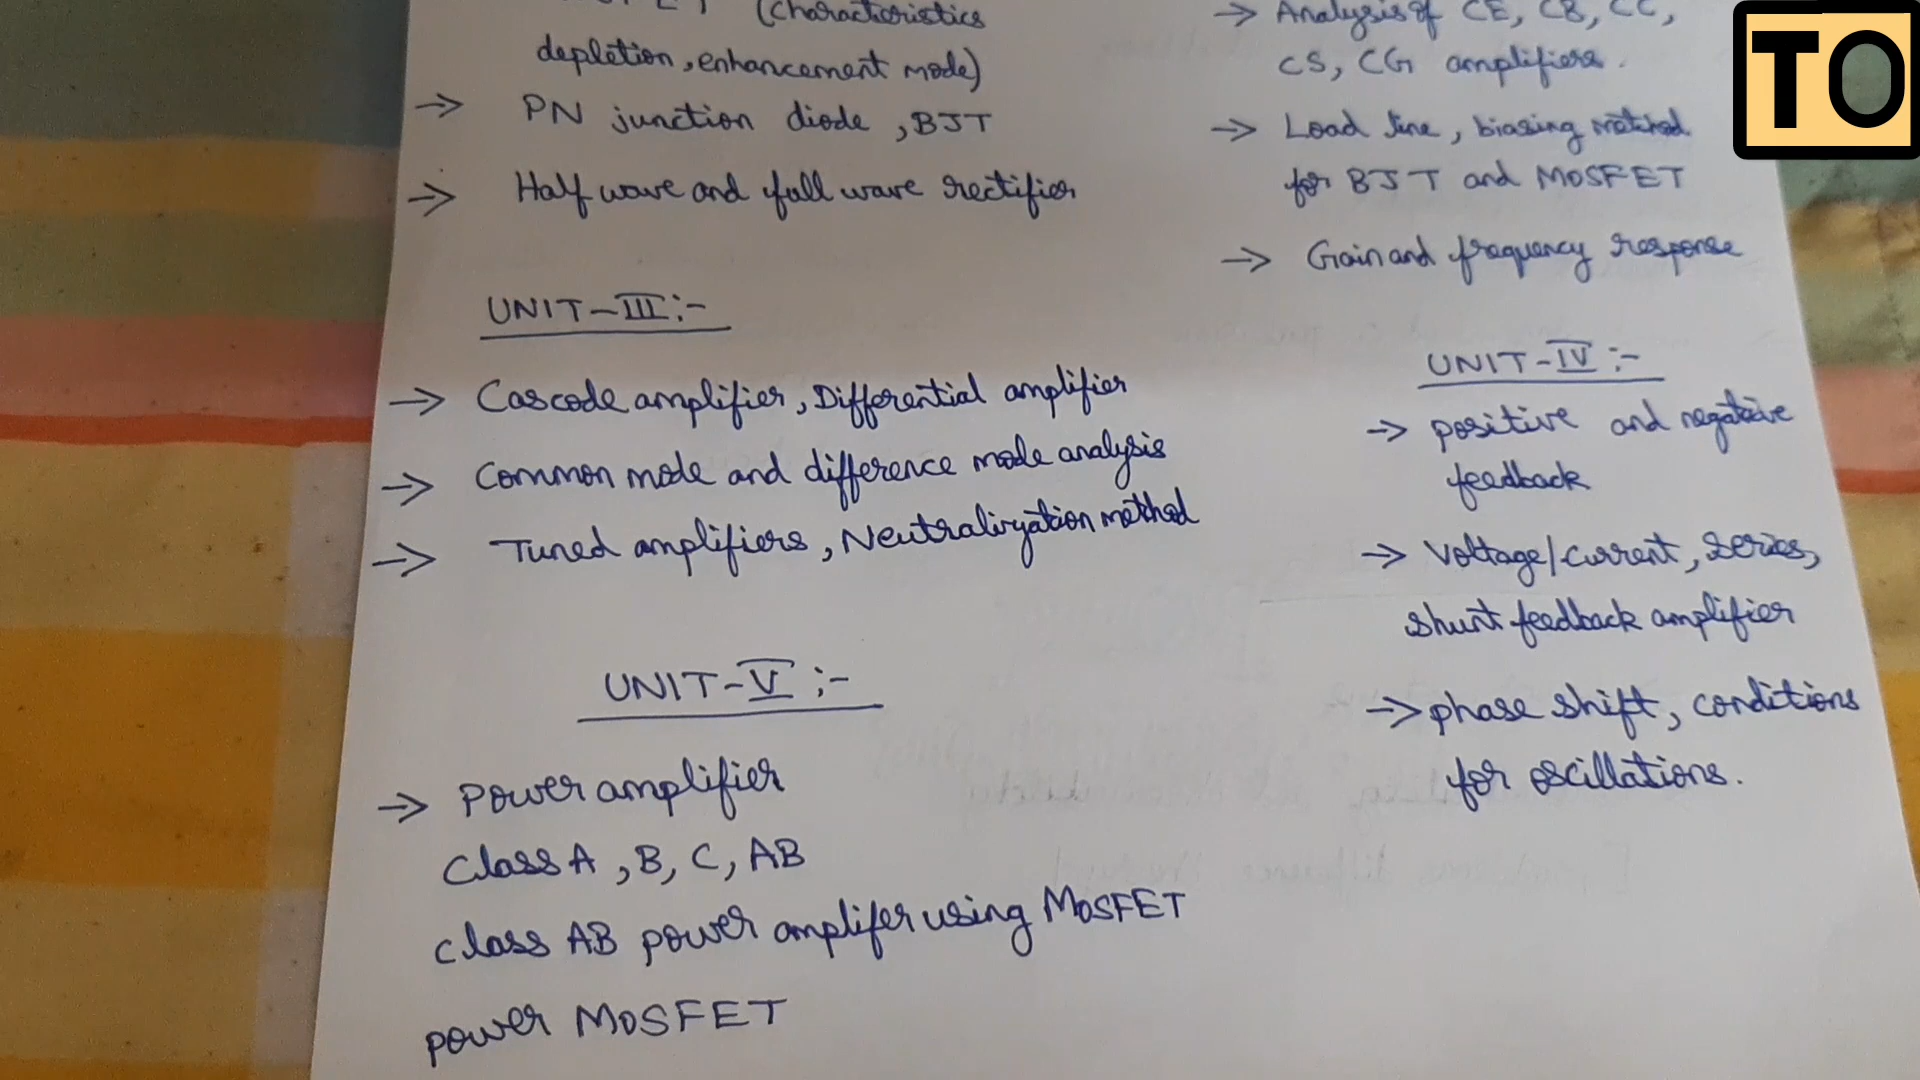 (Characteristics
depletion, enhancement mode)
→ PN junction diode, BJT
→ Half wave and full wave rectifier
→ Analysis of CE, CB, CC,
CS, CG amplifiers.
→ Load line, biasing method
for BJT and MOSFET
→ Gain and frequency response
UNIT-III:-
→ Cascode amplifier, Differential amplifier
→ Common mode and difference mode analysis
→ Tuned amplifiers, Neutralization method
UNIT-IV:-
→ positive and negative
feedback
→ Voltage/current, series,
shunt feedback amplifier
→ phase shift, conditions
for oscillations.
UNIT-V:-
→ Power amplifier
Class A, B, C, AB
Class AB power amplifer using MOSFET
power MOSFET
TO